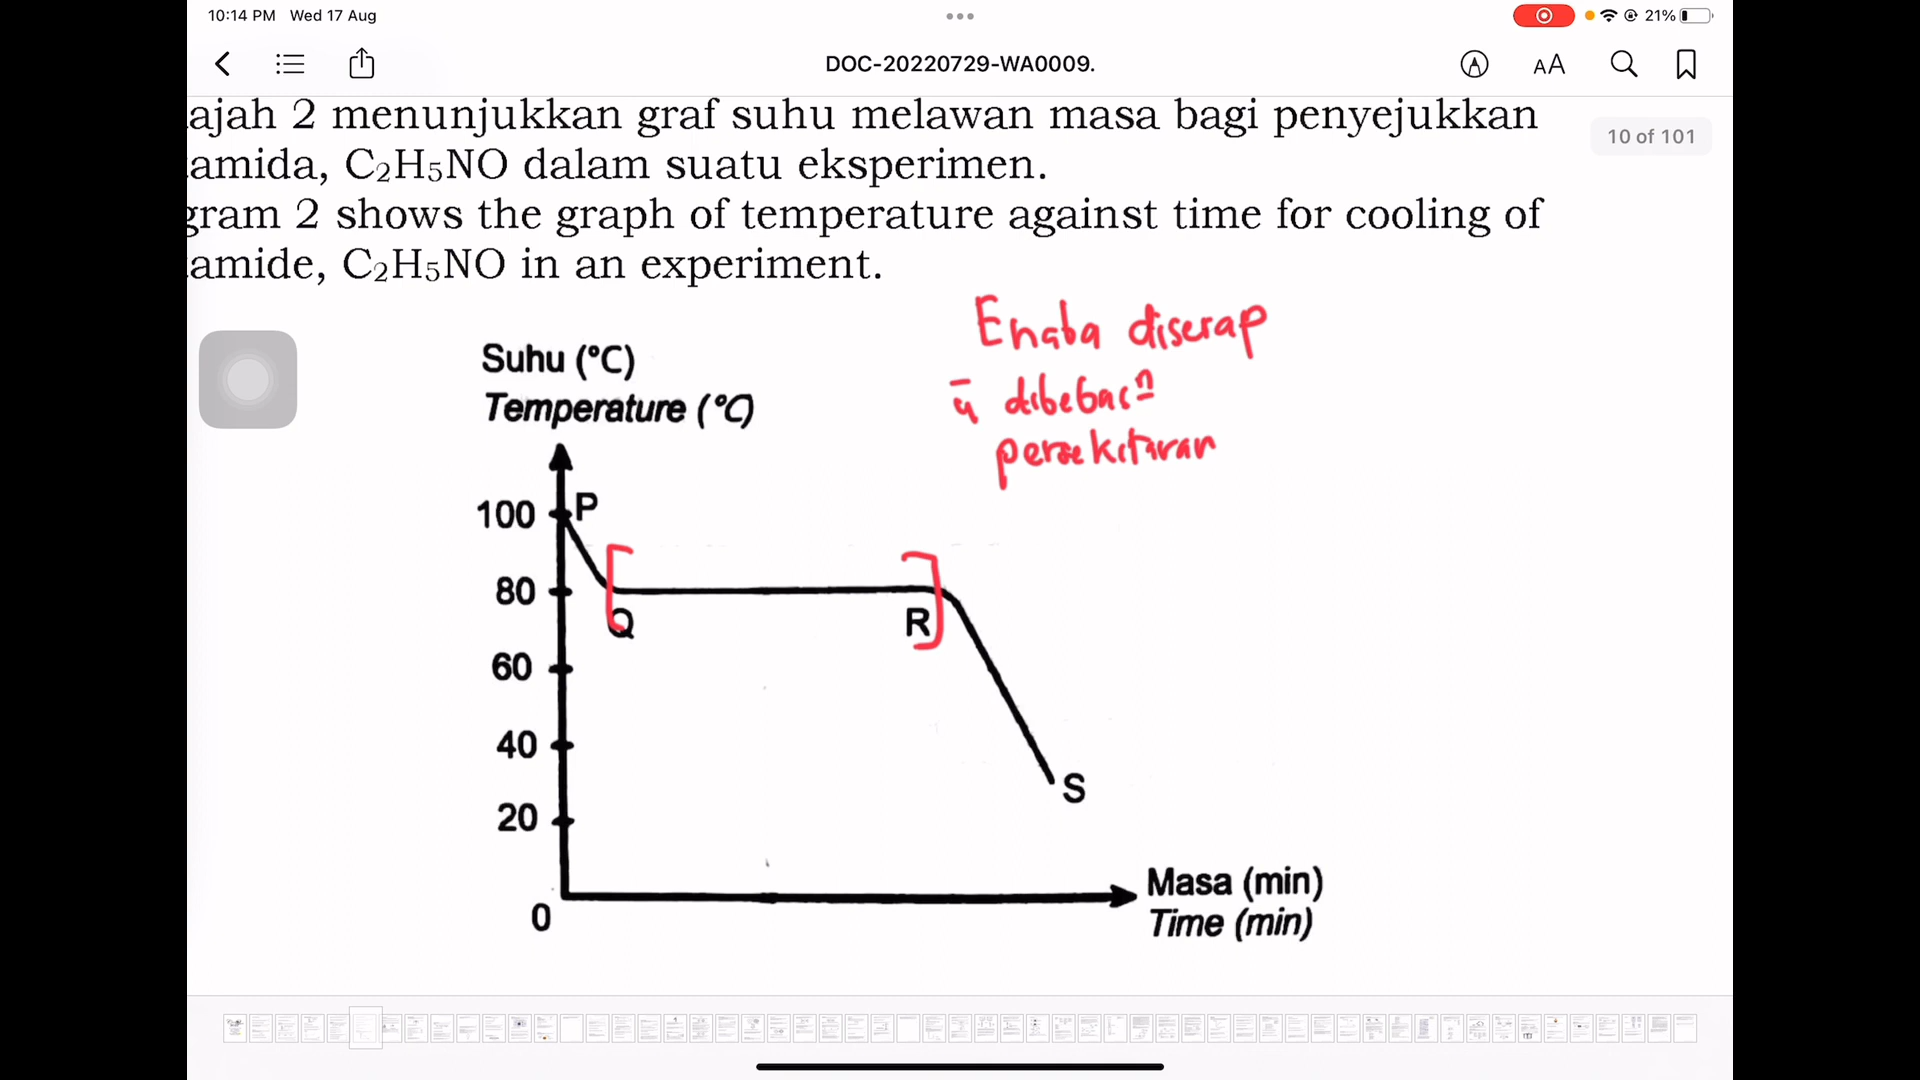 10:14 PM Wed 17 Aug
21%
DOC-20220729-WA0009.
10 of 101
ajah 2 menunjukkan graf suhu melawan masa bagi penyejukkan
amida, C₂H₅NO dalam suatu eksperimen.
gram 2 shows the graph of temperature against time for cooling of
amide, C₂H₅NO in an experiment.
Ehaba diserap
persekitaran
Suhu (°C)
Temperature (°C)
100 P
80
Q R
60
40
S
20
0
Masa (min)
Time (min)